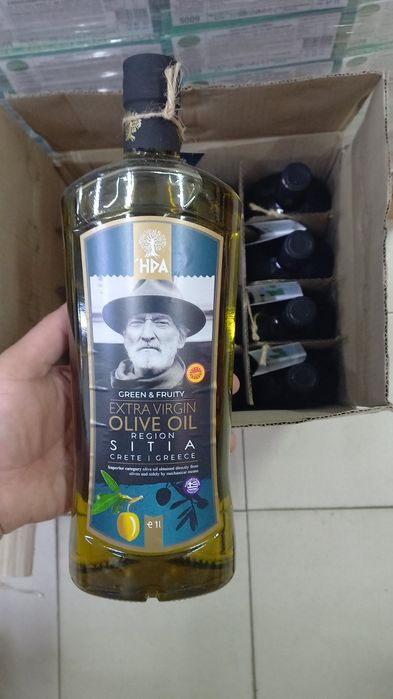 ΉΡΑ
GREEN & FRUITY
EXTRA VIRGIN
OLIVE OIL
REGION
SITIA
CRETE | GREECE
Superior category olive oil obtained directly from
olives and solely by mechanical means
e 1L